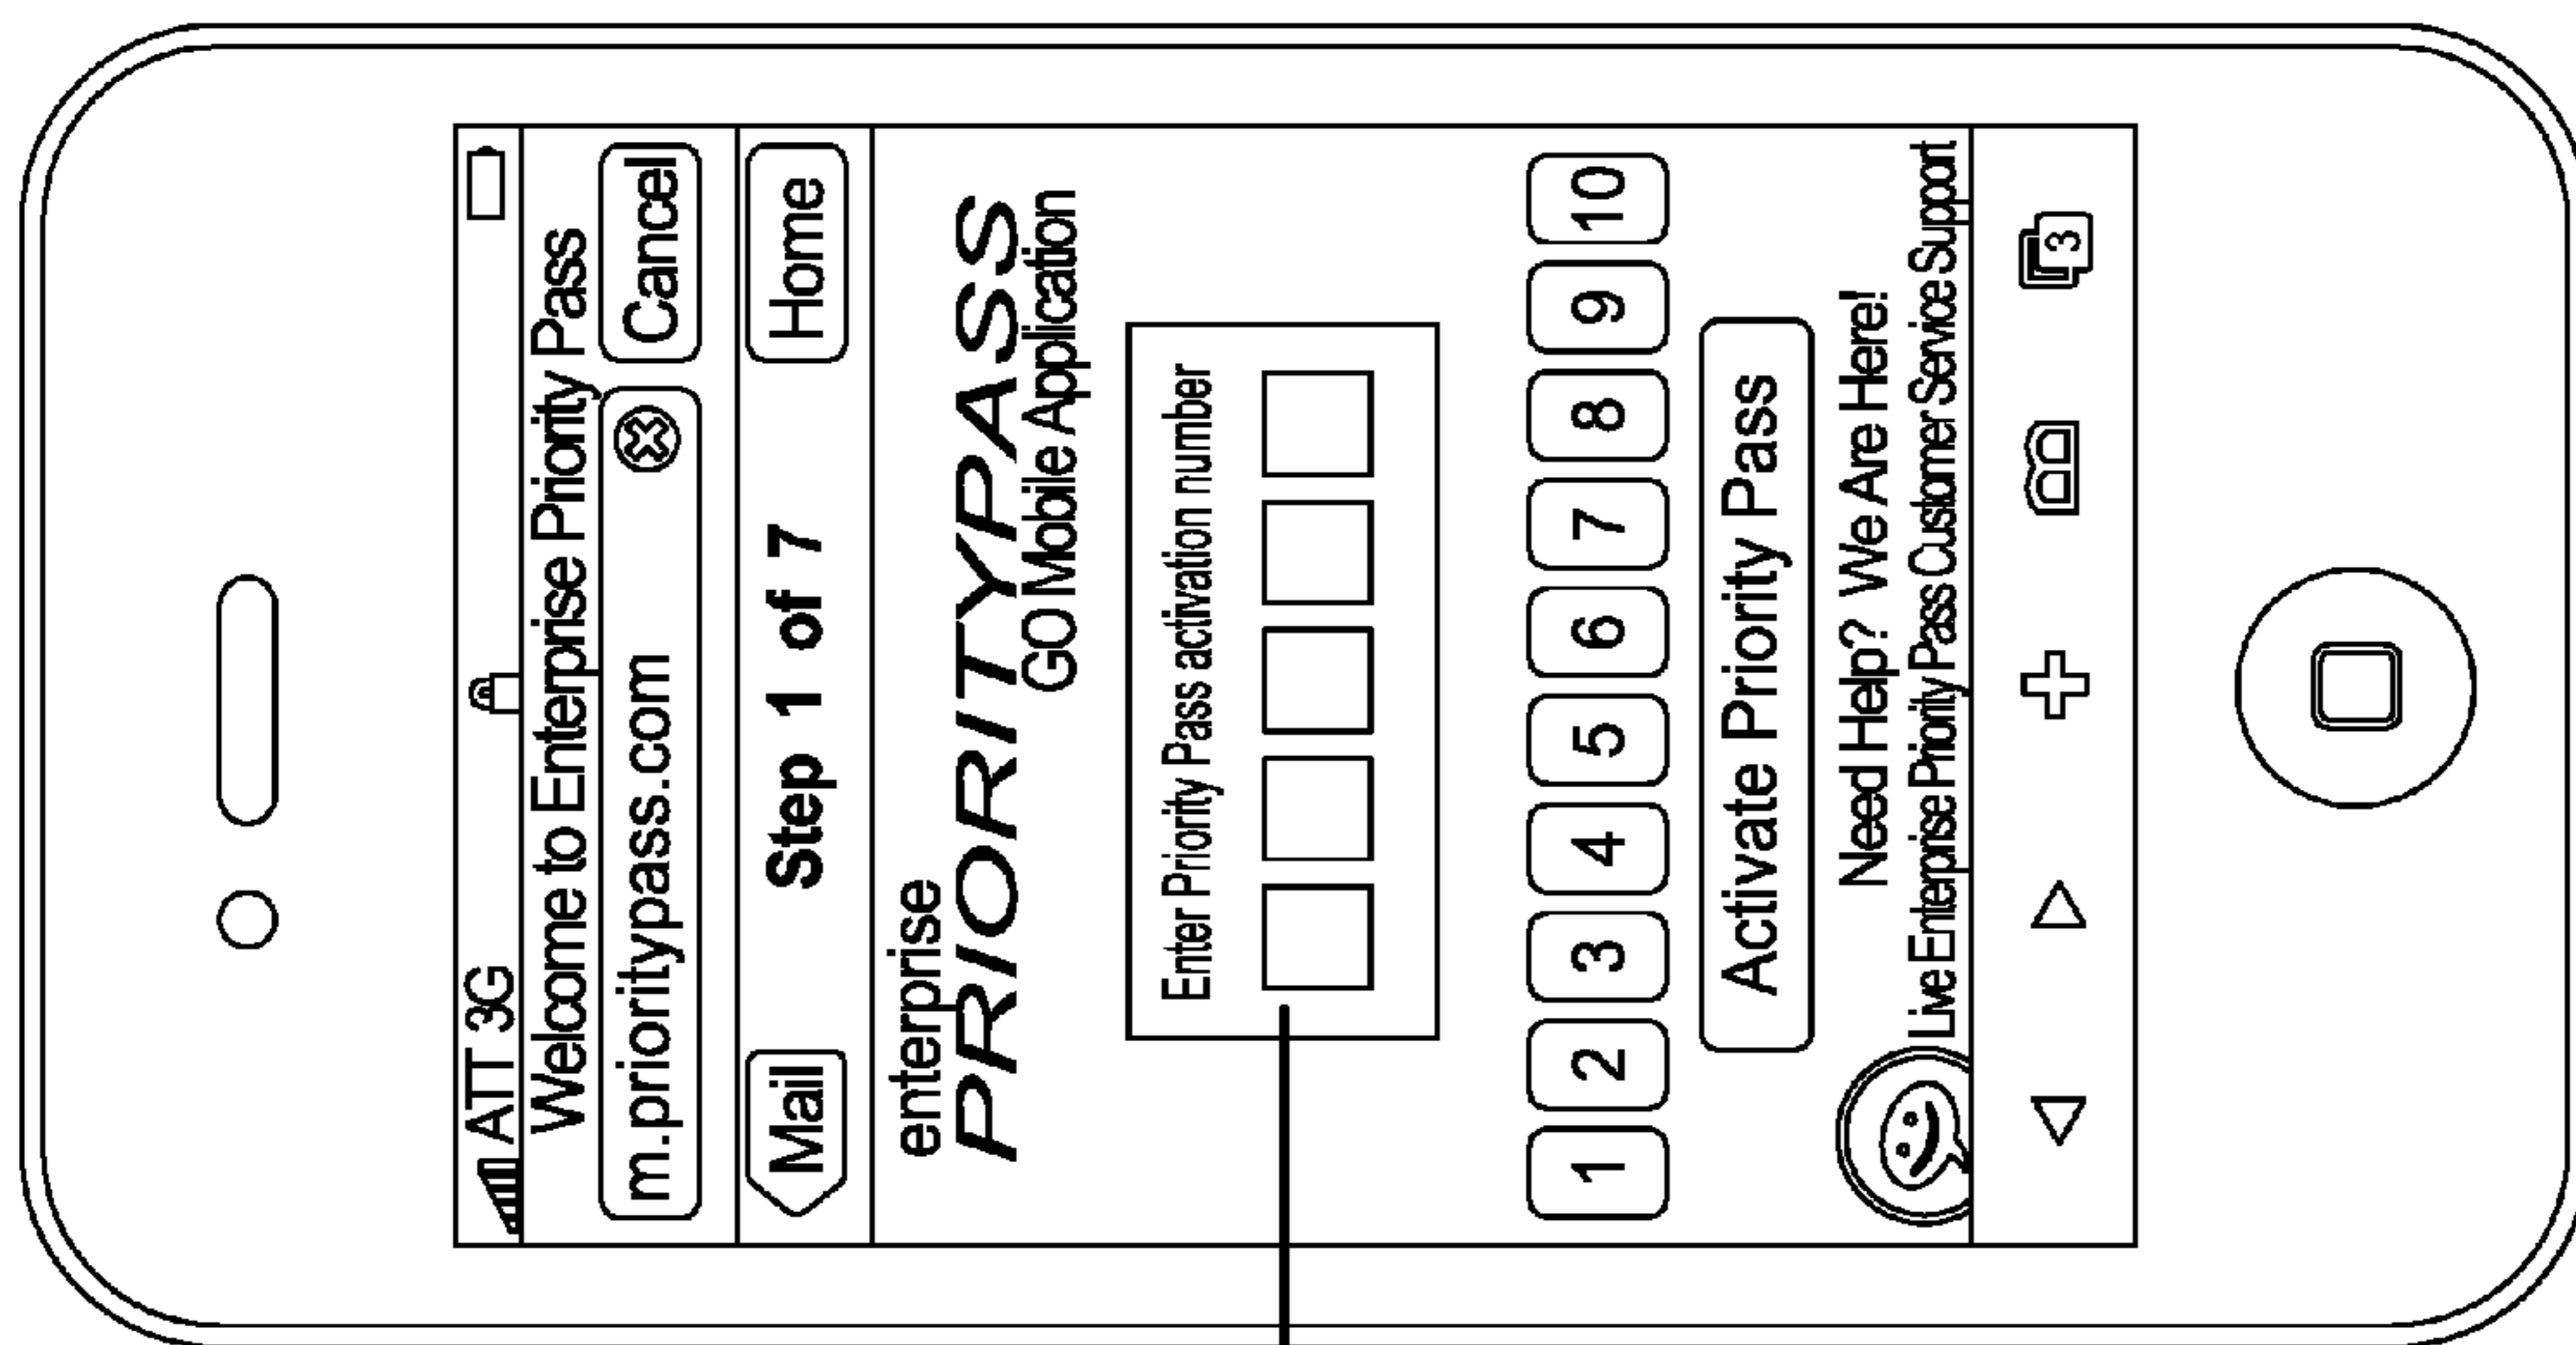 ATT 3G
Welcome to Enterprise Priority Pass
m.prioritypass.com Cancel
Mail Step 1 of 7 Home
enterprise
PRIORITYPASS
GO Mobile Application
Enter Priority Pass activation number
1 2 3 4 5 6 7 8 9 10
Activate Priority Pass
Need Help? We Are Here!
Live Enterprise Priority Pass Customer Service Support
3